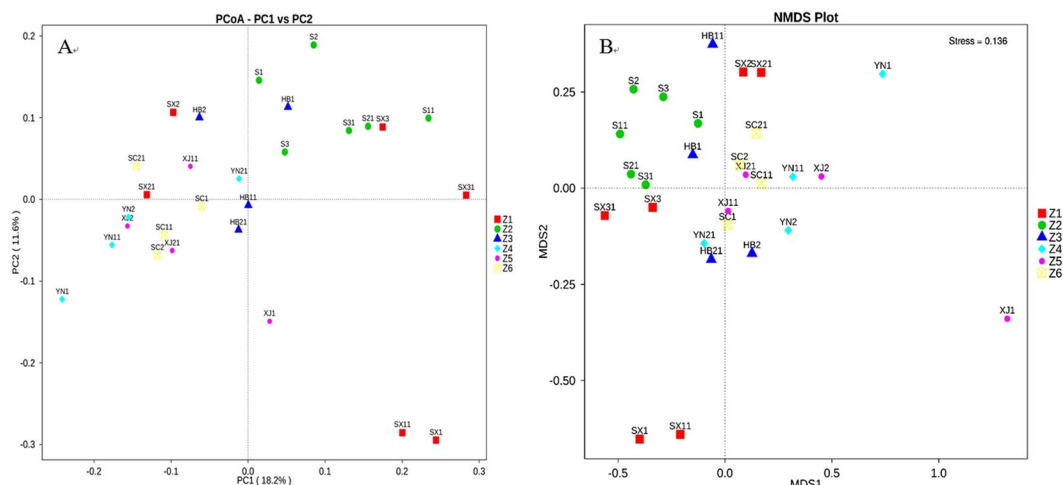 PCoA - PC1 vs PC2
A
0.2
0.1
0.0
-0.1
-0.2
-0.3
PC2 ( 11.6%)
S2
S1
HB1
SX2
HB2
S11
S21
SX3
S31
S3
SC21
XJ11
YN21
SX21
SX31
SC1
HB11
YN2
XJ2
HB21
SC11
YN11
SC2
XJ21
YN1
XJ1
SX11
SX1
-0.2
-0.1
0.0
0.1
0.2
0.3
PC1 ( 18.2%)
Z1
Z2
Z3
Z4
Z5
Z6
NMDS Plot
B
Stress = 0.136
0.25
0.00
-0.25
-0.50
MDS2
HB11
SX2
SX21
YN1
S2
S3
S1
S11
SC21
HB1
SC2
S21
S31
XJ21
SC11
YN11
XJ2
SX31
SX3
XJ11
SC1
YN2
YN21
HB21
HB2
XJ1
SX1
SX11
-0.5
0.0
0.5
1.0
MDS1
Z1
Z2
Z3
Z4
Z5
Z6